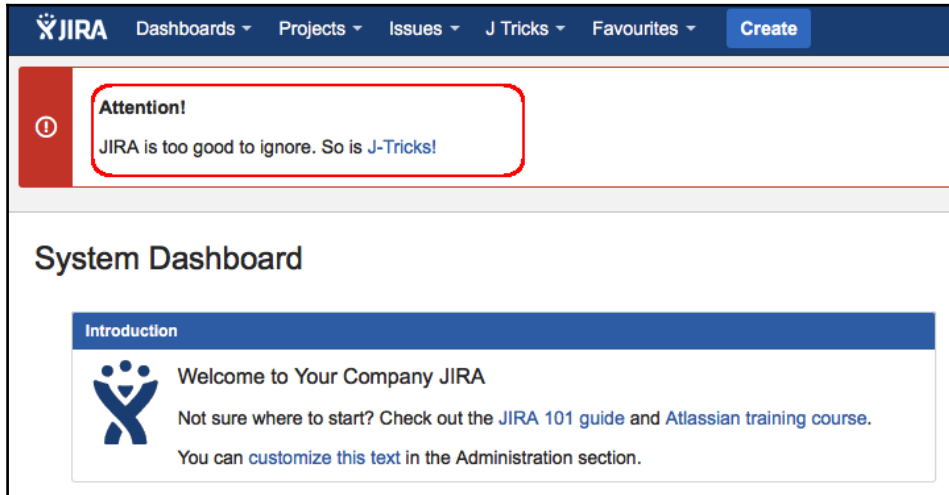 JIRA Dashboards Projects Issues J Tricks Favourites Create
Attention!
JIRA is too good to ignore. So is J-Tricks!
System Dashboard
Introduction
Welcome to Your Company JIRA
Not sure where to start? Check out the JIRA 101 guide and Atlassian training course.
You can customize this text in the Administration section.